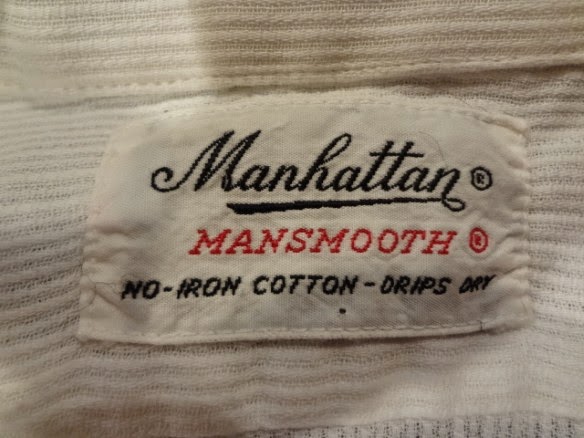 Manhattan®
MANSMOOTH ®
NO-IRON COTTON-DRIPS DRY